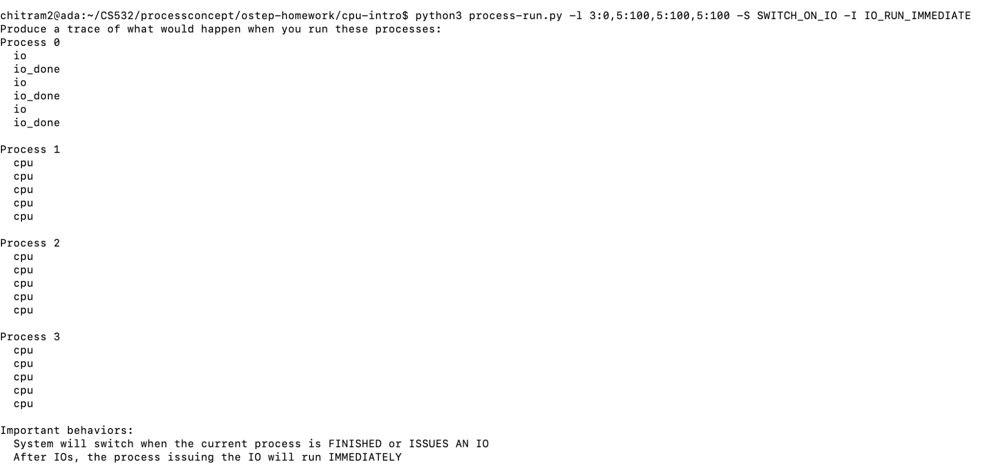 chitram2@ada:~/CS532/processconcept/ostep-homework/cpu-intro$ python3 process-run.py -l 3:0,5:100,5:100,5:100 -S SWITCH_ON_IO -I IO_RUN_IMMEDIATE
Produce a trace of what would happen when you run these processes:
Process 0
  io
  io_done
  io
  io_done
  io
  io_done

Process 1
  cpu
  cpu
  cpu
  cpu
  cpu

Process 2
  cpu
  cpu
  cpu
  cpu
  cpu

Process 3
  cpu
  cpu
  cpu
  cpu
  cpu

Important behaviors:
  System will switch when the current process is FINISHED or ISSUES AN IO
  After IOs, the process issuing the IO will run IMMEDIATELY